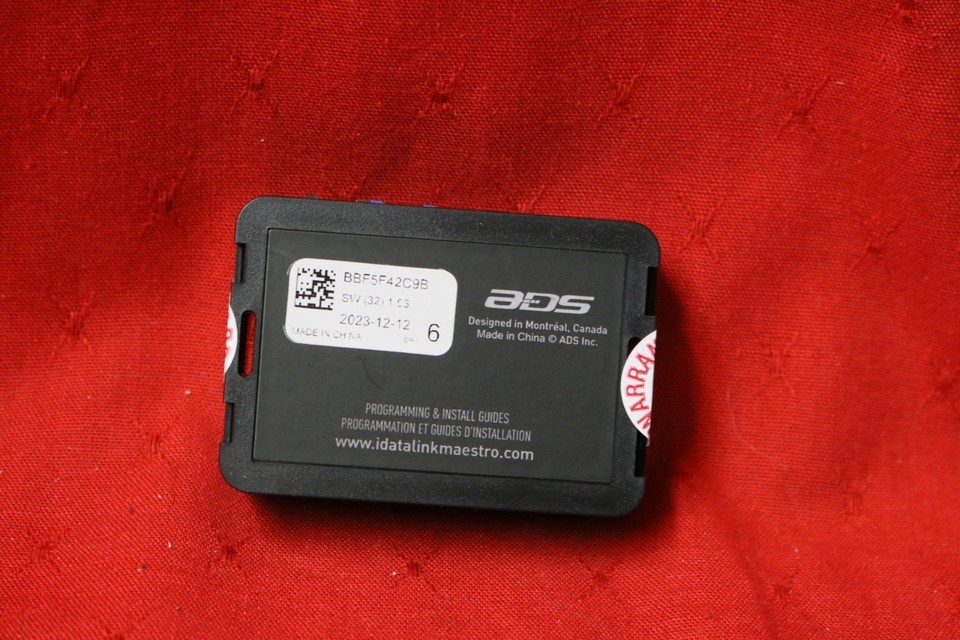 BBF5F42C9B
SW (32) 1.53
2023-12-12
MADE IN CHINA
6
ADS
Designed in Montréal, Canada
Made in China © ADS Inc.
WARRA
PROGRAMMING & INSTALL GUIDES
PROGRAMMATION ET GUIDES D'INSTALLATION
www.idatalinkmaestro.com